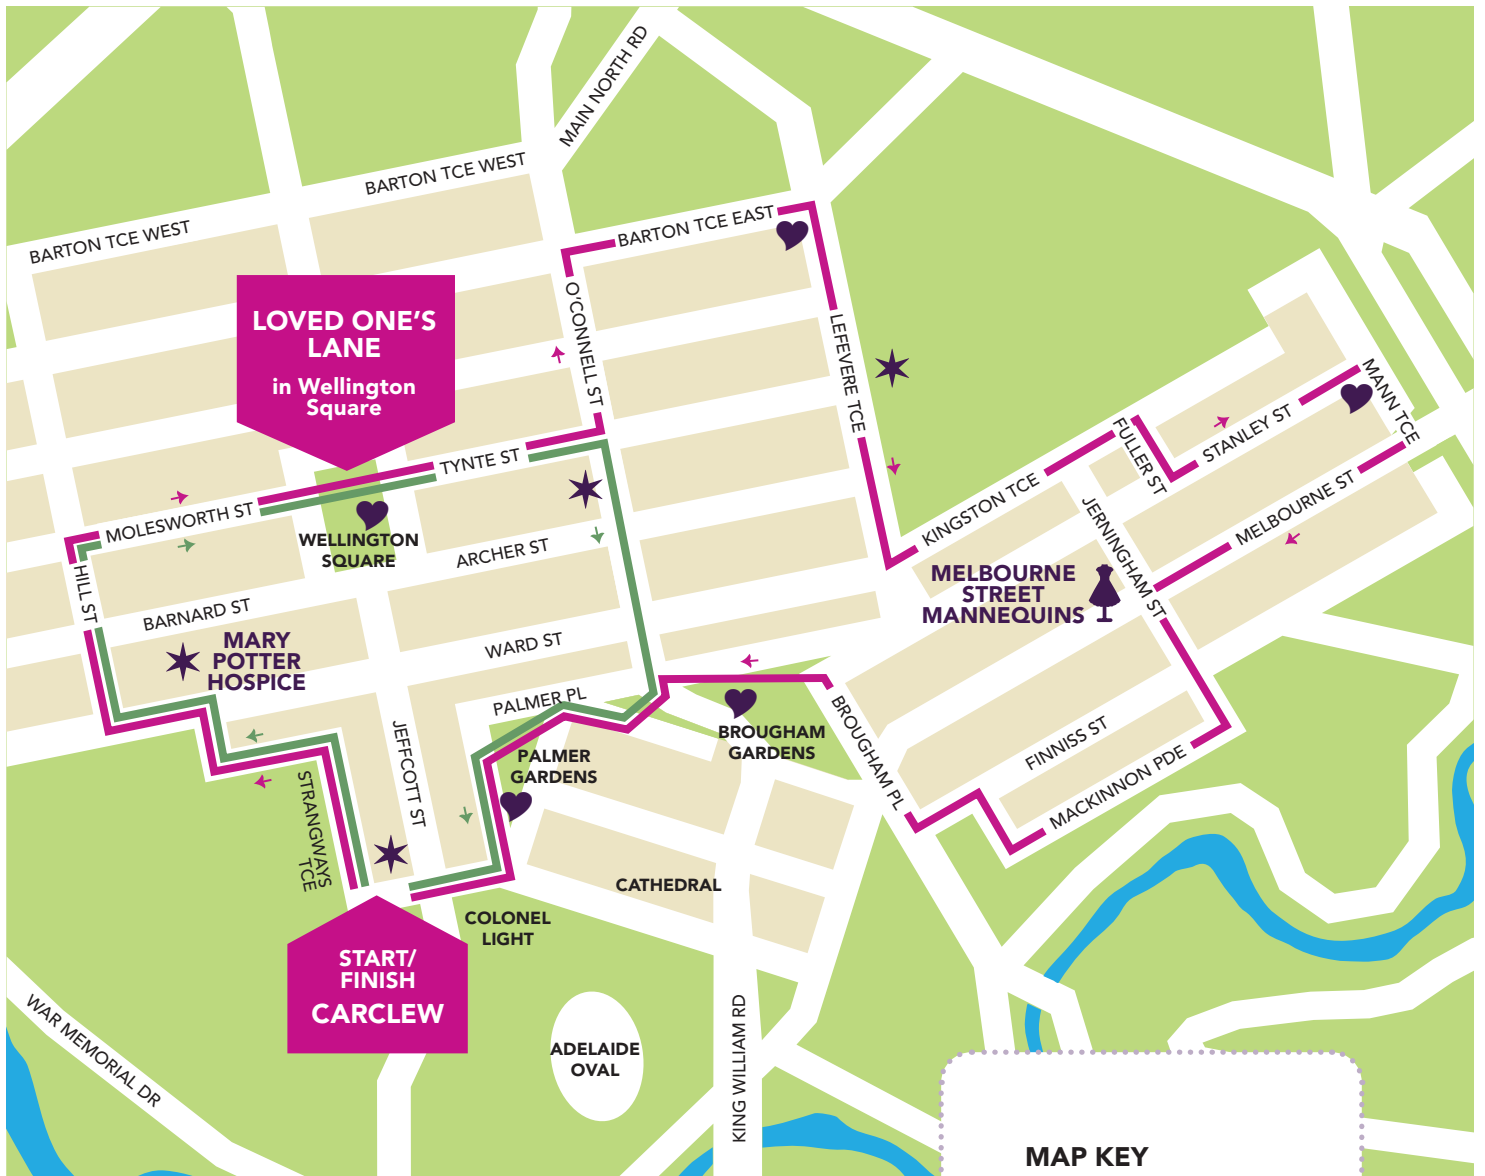 MAIN NORTH RD
BARTON TCE WEST
BARTON TCE WEST
BARTON TCE EAST
LOVED ONE'S
LANE
in Wellington
Square
O'CONNELL ST
LEFEVERE TCE
MANN TCE
FULLER ST
STANLEY ST
TYNTE ST
MOLESWORTH ST
KINGSTON TCE
MELBOURNE ST
JERNINGHAM ST
WELLINGTON
SQUARE
ARCHER ST
HILL ST
BARNARD ST
MELBOURNE
STREET
MANNEQUINS
MARY
POTTER
HOSPICE
WARD ST
PALMER PL
JEFFCOTT ST
BROUGHAM
GARDENS
BROUGHAM PL
FINNISS ST
MACKINNON PDE
PALMER
GARDENS
STRANGWAYS
TCE
CATHEDRAL
COLONEL
LIGHT
START/
FINISH
CARCLEW
ADELAIDE
OVAL
KING WILLIAM RD
WAR MEMORIAL DR
MAP KEY